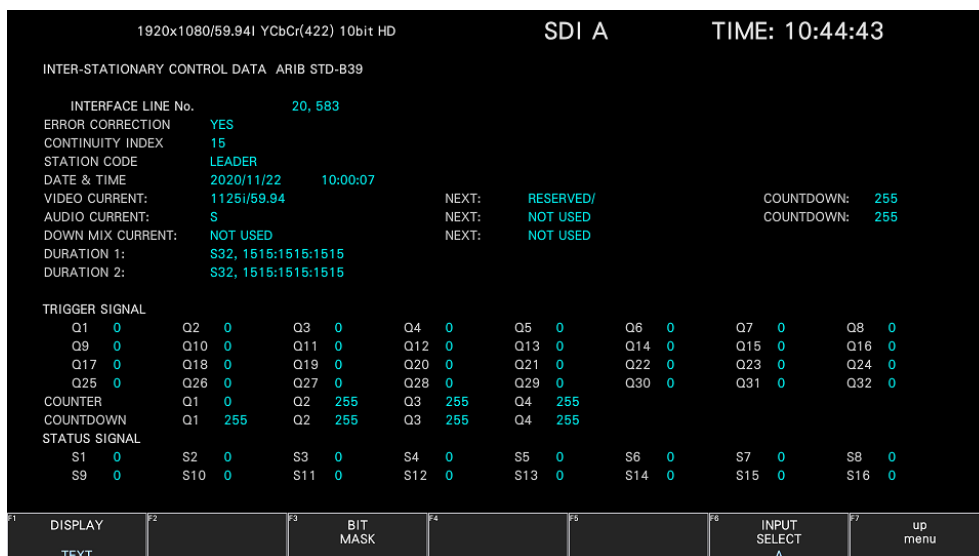 1920x1080/59.94I YCbCr(422) 10bit HD SDI A TIME: 10:44:43
INTER-STATIONARY CONTROL DATA ARIB STD-B39
INTERFACE LINE No. 20, 583
ERROR CORRECTION YES
CONTINUITY INDEX 15
STATION CODE LEADER
DATE & TIME 2020/11/22 10:00:07
VIDEO CURRENT: 1125i/59.94 NEXT: RESERVED/ COUNTDOWN: 255
AUDIO CURRENT: S NEXT: NOT USED COUNTDOWN: 255
DOWN MIX CURRENT: NOT USED NEXT: NOT USED
DURATION 1: S32, 1515:1515:1515
DURATION 2: S32, 1515:1515:1515
TRIGGER SIGNAL
Q1 0 Q2 0 Q3 0 Q4 0 Q5 0 Q6 0 Q7 0 Q8 0
Q9 0 Q10 0 Q11 0 Q12 0 Q13 0 Q14 0 Q15 0 Q16 0
Q17 0 Q18 0 Q19 0 Q20 0 Q21 0 Q22 0 Q23 0 Q24 0
Q25 0 Q26 0 Q27 0 Q28 0 Q29 0 Q30 0 Q31 0 Q32 0
COUNTER Q1 0 Q2 255 Q3 255 Q4 255
COUNTDOWN Q1 255 Q2 255 Q3 255 Q4 255
STATUS SIGNAL
S1 0 S2 0 S3 0 S4 0 S5 0 S6 0 S7 0 S8 0
S9 0 S10 0 S11 0 S12 0 S13 0 S14 0 S15 0 S16 0
F1 DISPLAY F2 F3 BIT F4 F5 F6 INPUT F7 up
MASK SELECT menu
TEXT A